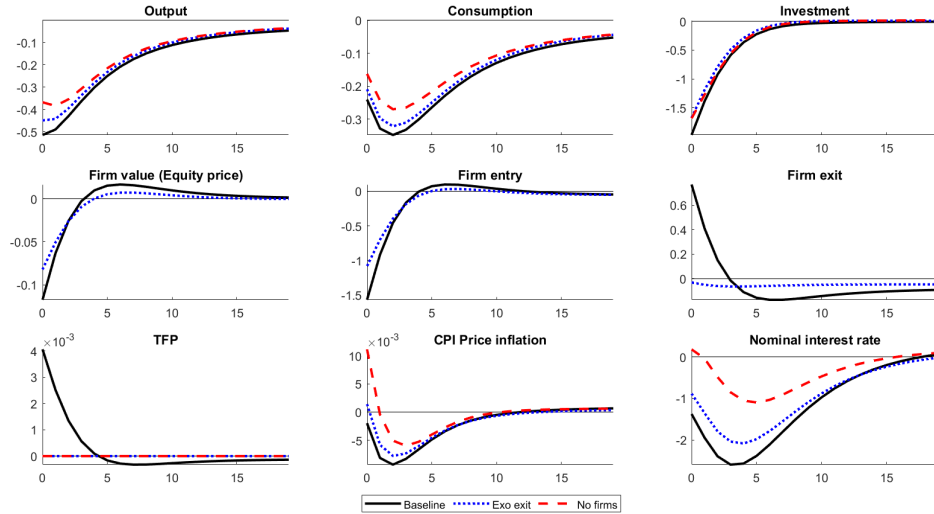 Output
Consumption
Investment
-0.1
-0.2
-0.3
-0.4
-0.5
0 5 10 15
0
-0.1
-0.2
-0.3
0 5 10 15
0
-0.5
-1
-1.5
0 5 10 15
Firm value (Equity price)
Firm entry
Firm exit
0
-0.05
-0.1
0 5 10 15
0
-0.5
-1
-1.5
0 5 10 15
0.6
0.4
0.2
0
0 5 10 15
TFP
CPI Price inflation
Nominal interest rate
×10⁻³
4
3
2
1
0
0 5 10 15
×10⁻³
10
5
0
-5
0 5 10 15
0
-1
-2
0 5 10 15
Baseline Exo exit No firms